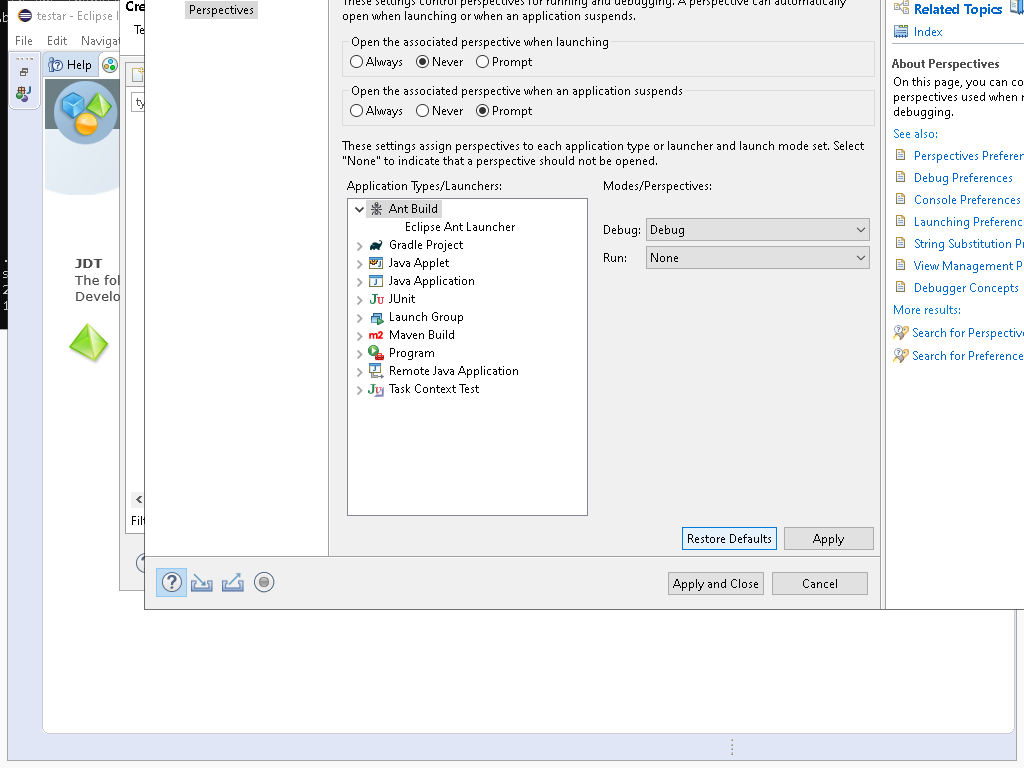 testar - Eclipse I
File Edit Navigat
Help
Cre
Te
ty
JDT
The fol
Develo
Filt
Perspectives
These settings control perspectives for running and debugging. A perspective can automatically
open when launching or when an application suspends.
Open the associated perspective when launching
Always Never Prompt
Open the associated perspective when an application suspends
Always Never Prompt
These settings assign perspectives to each application type or launcher and launch mode set. Select
"None" to indicate that a perspective should not be opened.
Application Types/Launchers:
Ant Build
Eclipse Ant Launcher
Gradle Project
Java Applet
Java Application
JUnit
Launch Group
Maven Build
Program
Remote Java Application
Task Context Test
Modes/Perspectives:
Debug: Debug
Run: None
Restore Defaults Apply
Apply and Close Cancel
Related Topics
Index
About Perspectives
On this page, you can co
perspectives used when r
debugging.
See also:
Perspectives Preferen
Debug Preferences
Console Preferences
Launching Preferenc
String Substitution Pr
View Management P
Debugger Concepts
More results:
Search for Perspective
Search for Preference